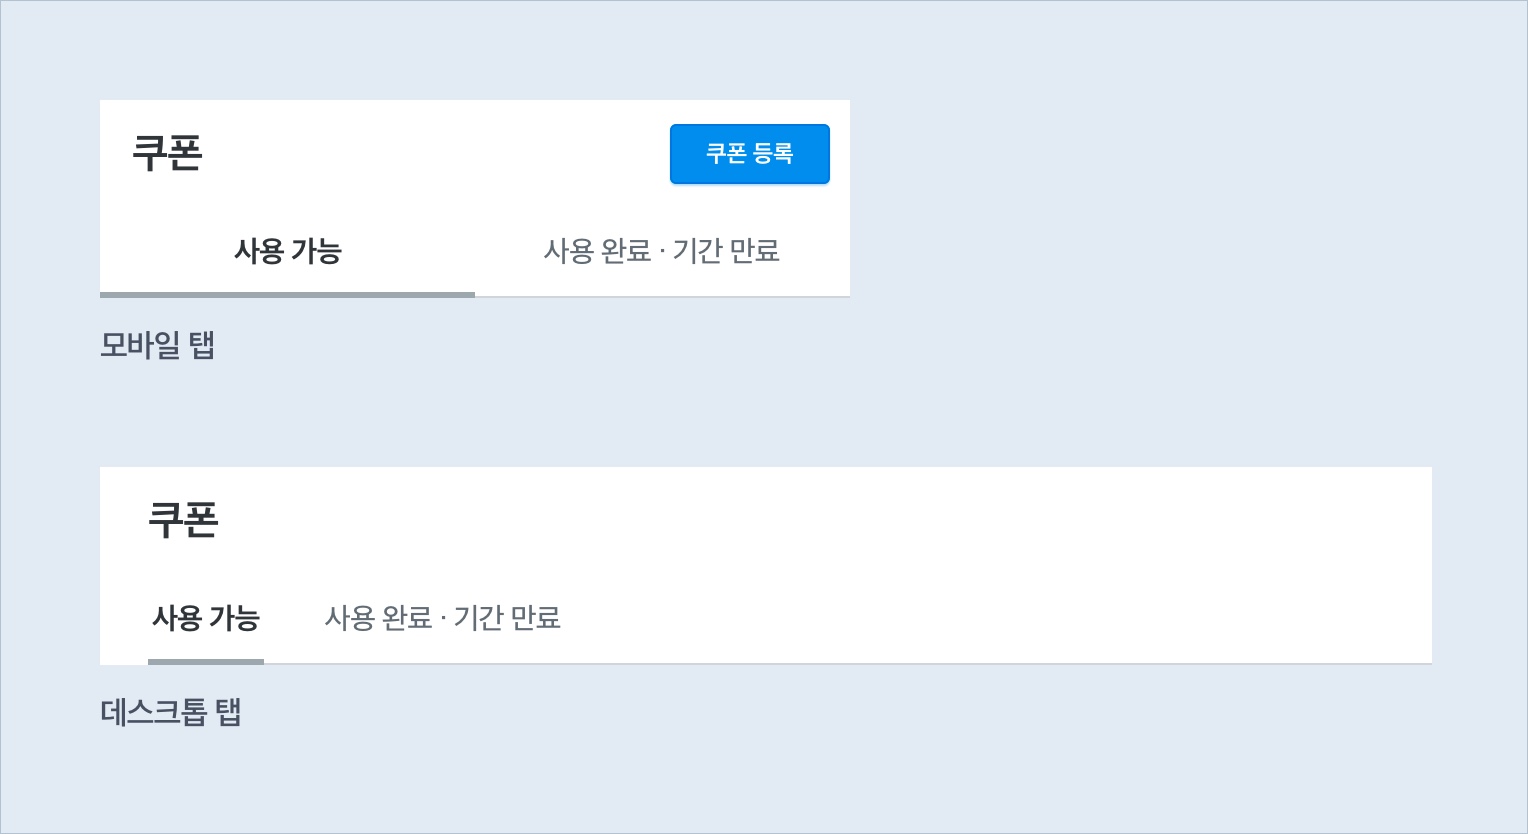 쿠폰 쿠폰 등록
사용 가능 사용 완료 · 기간 만료
모바일 탭
쿠폰
사용 가능 사용 완료 · 기간 만료
데스크톱 탭